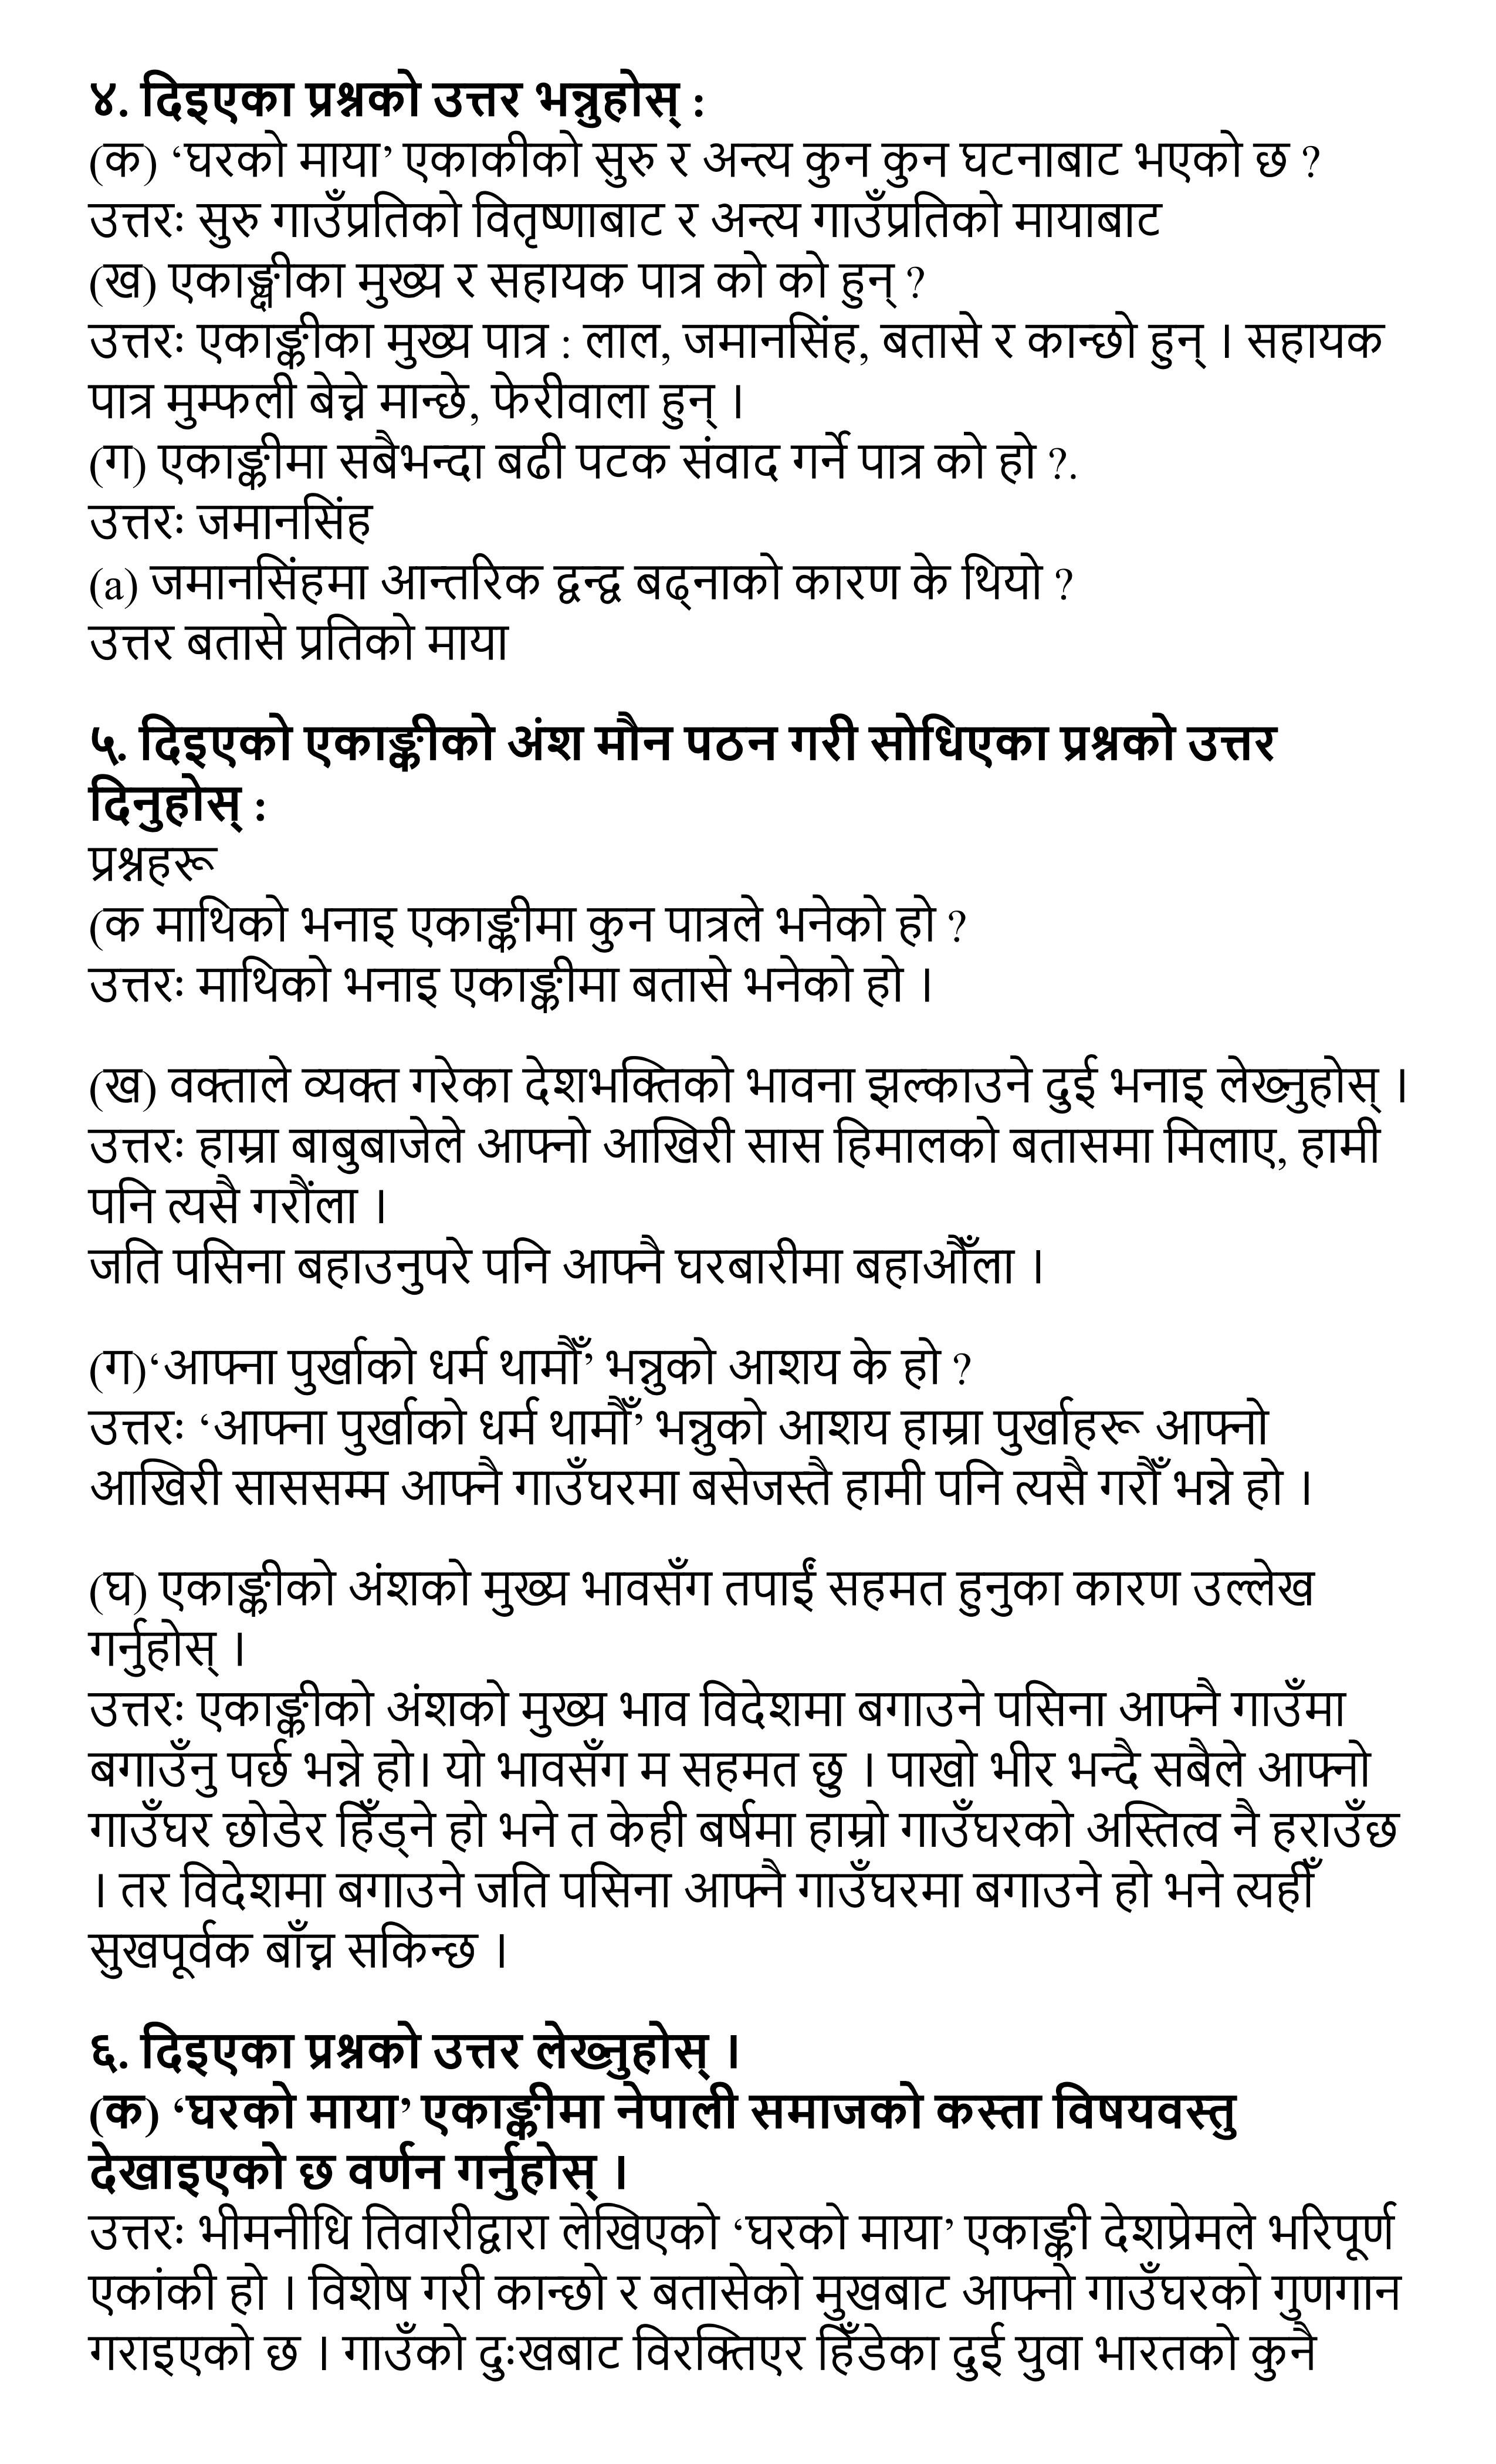 ४. दिइएका प्रश्नको उत्तर भन्नुहोस् :
(क) ‘घरको माया’ एकाकीको सुरु र अन्त्य कुन कुन घटनाबाट भएको छ ?
उत्तरः सुरु गाउँप्रतिको वितृष्णाबाट र अन्त्य गाउँप्रतिको मायाबाट
(ख) एकाङ्क्षीका मुख्य र सहायक पात्र को को हुन् ?
उत्तरः एकाङ्कीका मुख्य पात्र : लाल, जमानसिंह, बतासे र कान्छो हुन् । सहायक
पात्र मुम्फली बेच्ने मान्छे, फेरीवाला हुन् ।
(ग) एकाङ्कीमा सबैभन्दा बढी पटक संवाद गर्ने पात्र को हो ?.
उत्तरः जमानसिंह
(a) जमानसिंहमा आन्तरिक द्वन्द्व बढ्नाको कारण के थियो ?
उत्तर बतासे प्रतिको माया
५. दिइएको एकाङ्कीको अंश मौन पठन गरी सोधिएका प्रश्नको उत्तर
दिनुहोस् :
प्रश्नहरू
(क माथिको भनाइ एकाङ्कीमा कुन पात्रले भनेको हो ?
उत्तरः माथिको भनाइ एकाङ्कीमा बतासे भनेको हो ।
(ख) वक्ताले व्यक्त गरेका देशभक्तिको भावना झल्काउने दुई भनाइ लेख्नुहोस् ।
उत्तरः हाम्रा बाबुबाजेले आफ्नो आखिरी सास हिमालको बतासमा मिलाए, हामी
पनि त्यसै गरौंला ।
जति पसिना बहाउनुपरे पनि आफ्नै घरबारीमा बहाऔँला ।
(ग)‘आफ्ना पुर्खाको धर्म थामौँ’ भन्नुको आशय के हो ?
उत्तरः ‘आफ्ना पुर्खाको धर्म थामौँ’ भन्नुको आशय हाम्रा पुर्खाहरू आफ्नो
आखिरी साससम्म आफ्नै गाउँघरमा बसेजस्तै हामी पनि त्यसै गरौँ भन्ने हो ।
(घ) एकाङ्कीको अंशको मुख्य भावसँग तपाईं सहमत हुनुका कारण उल्लेख
गर्नुहोस् ।
उत्तरः एकाङ्कीको अंशको मुख्य भाव विदेशमा बगाउने पसिना आफ्नै गाउँमा
बगाउँनु पर्छ भन्ने हो। यो भावसँग म सहमत छु । पाखो भीर भन्दै सबैले आफ्नो
गाउँघर छोडेर हिँड्ने हो भने त केही बर्षमा हाम्रो गाउँघरको अस्तित्व नै हराउँछ
। तर विदेशमा बगाउने जति पसिना आफ्नै गाउँघरमा बगाउने हो भने त्यहीँ
सुखपूर्वक बाँच्न सकिन्छ ।
६. दिइएका प्रश्नको उत्तर लेख्नुहोस् ।
(क) ‘घरको माया’ एकाङ्कीमा नेपाली समाजको कस्ता विषयवस्तु
देखाइएको छ वर्णन गर्नुहोस् ।
उत्तरः भीमनीधि तिवारीद्वारा लेखिएको ‘घरको माया’ एकाङ्की देशप्रेमले भरिपूर्ण
एकांकी हो । विशेष गरी कान्छो र बतासेको मुखबाट आफ्नो गाउँघरको गुणगान
गराइएको छ । गाउँको दुःखबाट विरक्तिएर हिँडेका दुई युवा भारतको कुनै